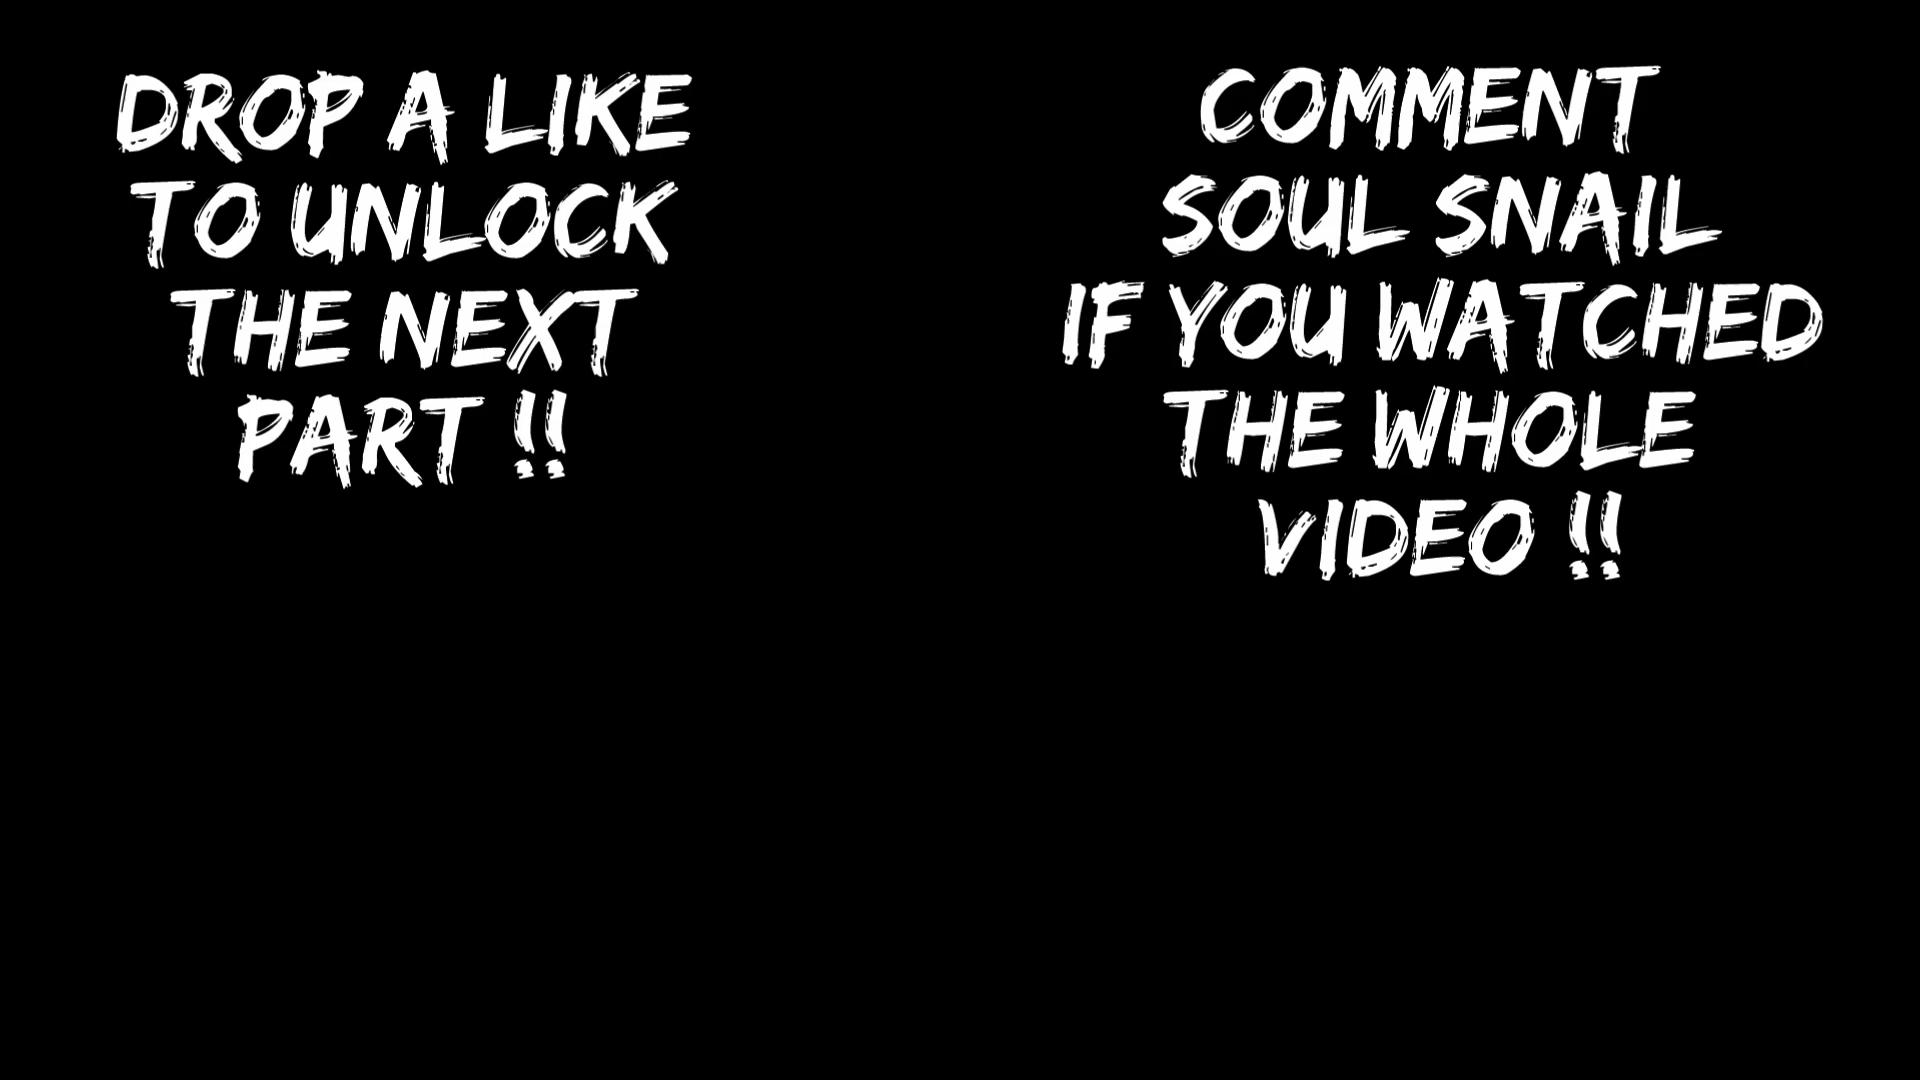 DROP A LIKE
TO UNLOCK
THE NEXT
PART !!
COMMENT
SOUL SNAIL
IF YOU WATCHED
THE WHOLE
VIDEO !!